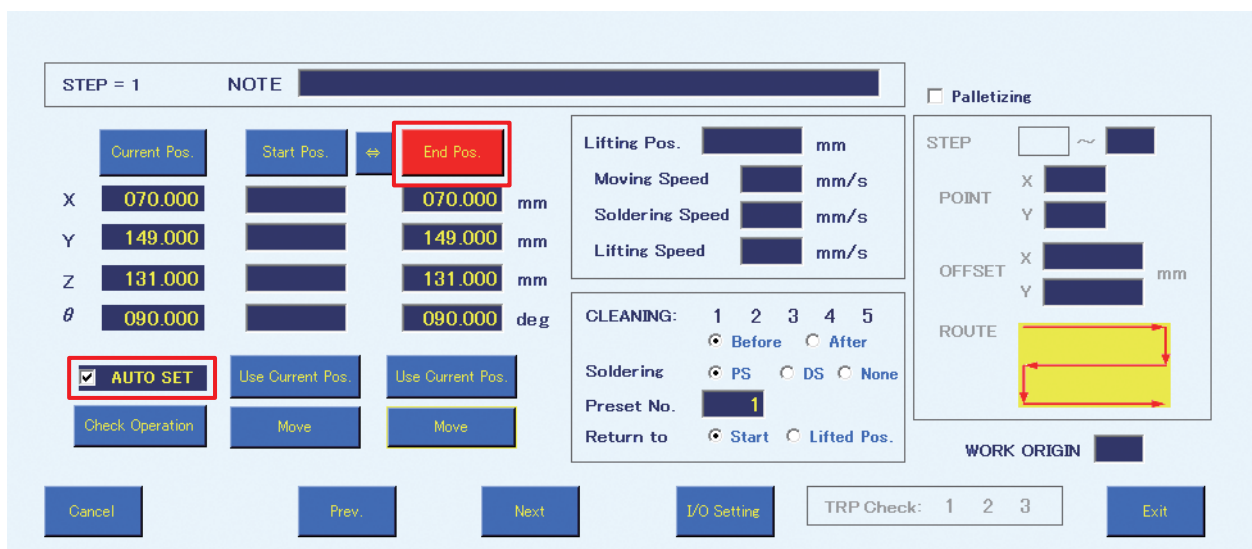 STEP = 1 NOTE
Palletizing
Current Pos. Start Pos. ⇔ End Pos.
X 070.000 070.000 mm
Y 149.000 149.000 mm
Z 131.000 131.000 mm
θ 090.000 090.000 deg
AUTO SET Use Current Pos. Use Current Pos.
Check Operation Move Move
Lifting Pos. mm
Moving Speed mm/s
Soldering Speed mm/s
Lifting Speed mm/s
CLEANING: 1 2 3 4 5
Before After
Soldering PS DS None
Preset No. 1
Return to Start Lifted Pos.
STEP ~
POINT X
Y
OFFSET X mm
Y
ROUTE
WORK ORIGIN
Cancel Prev. Next I/O Setting TRP Check: 1 2 3 Exit